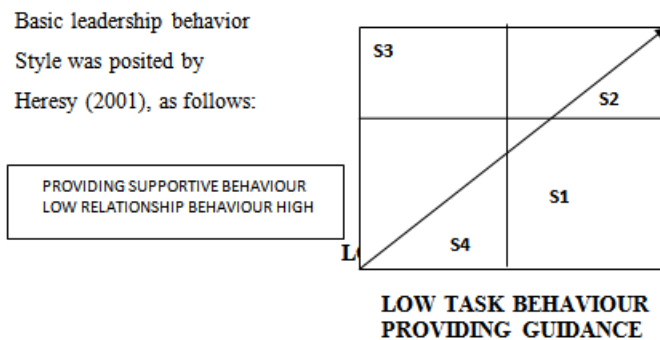 Basic leadership behavior
Style was posited by
Heresy (2001), as follows:
PROVIDING SUPPORTIVE BEHAVIOUR
LOW RELATIONSHIP BEHAVIOUR HIGH
S3
S2
S1
S4
LOW TASK BEHAVIOUR
PROVIDING GUIDANCE